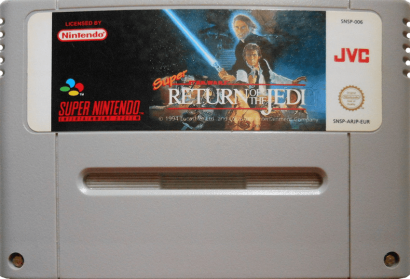 LICENSED BY
Nintendo
SNSP-006
JVC
Super
RETURN OF THE JEDI
SUPER NINTENDO
ENTERTAINMENT SYSTEM
© 1994
SNSP-ARJP-EUR